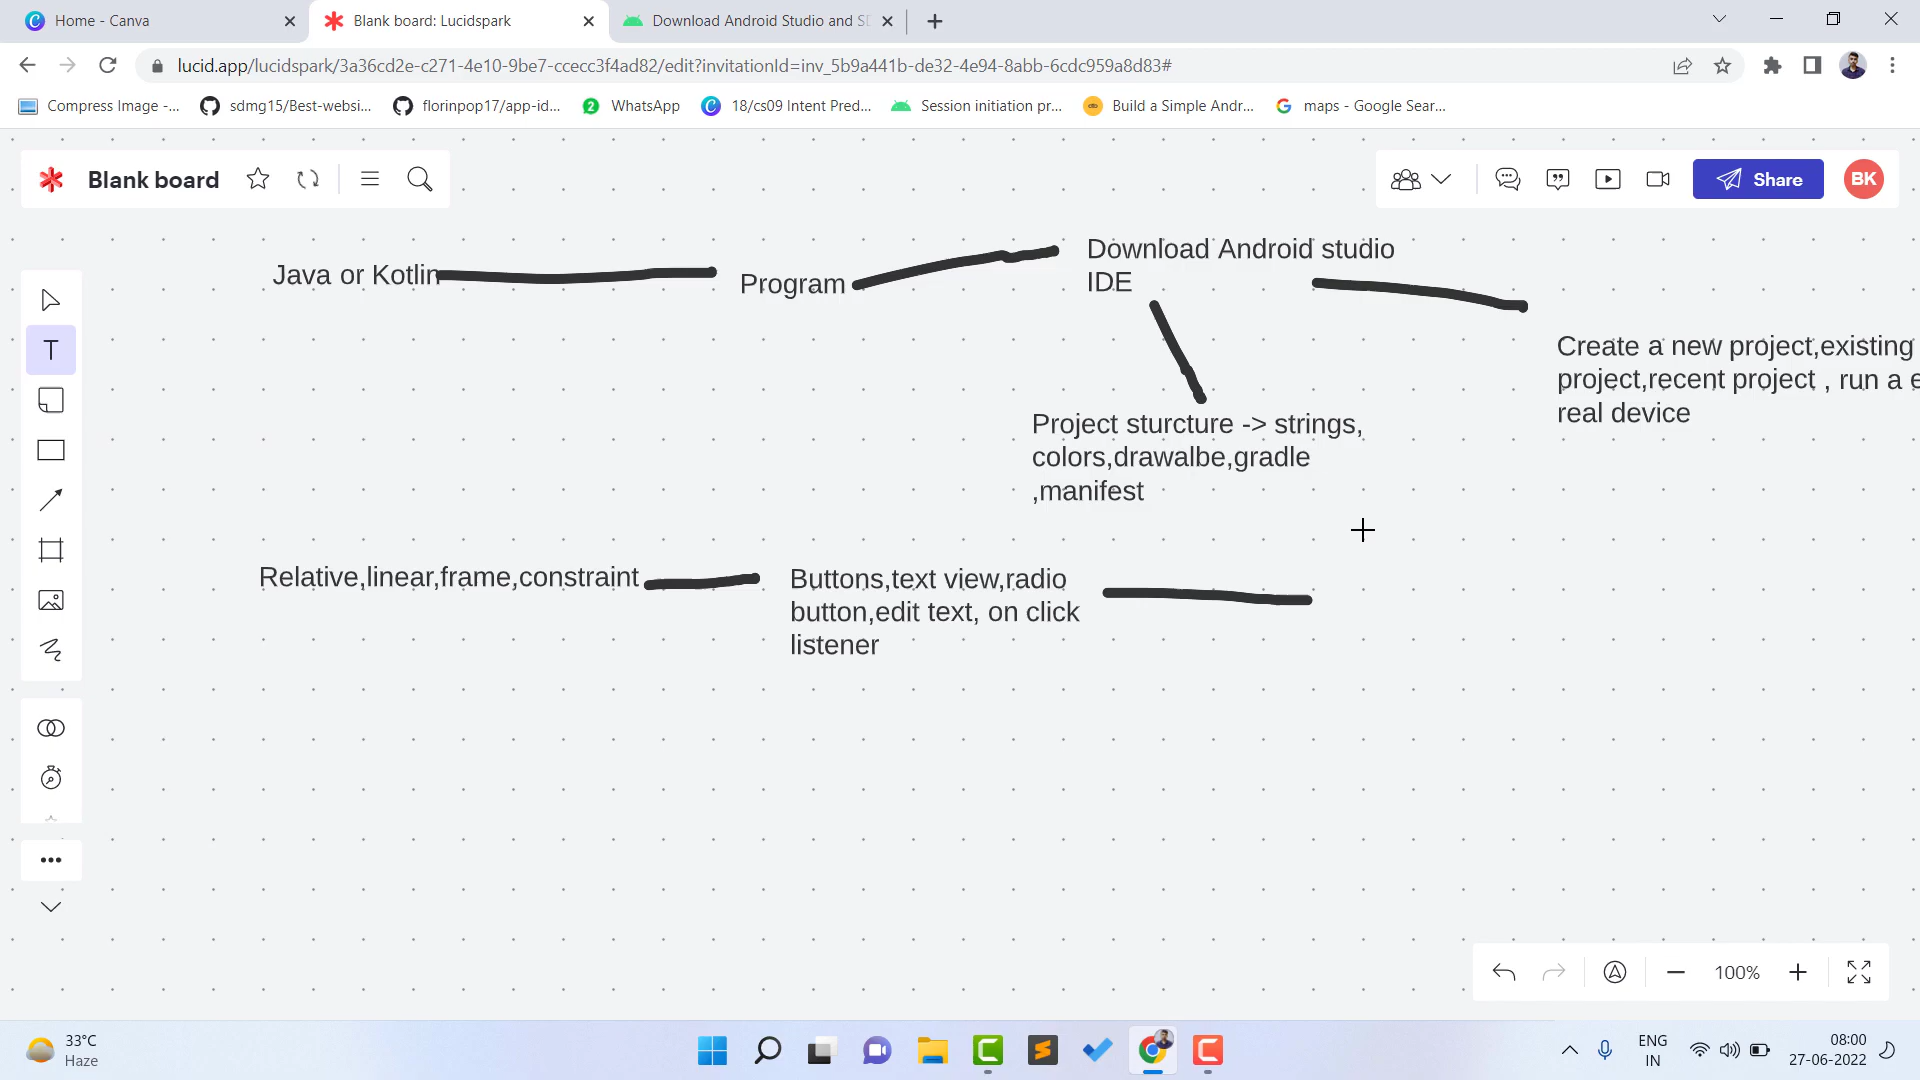 Home - Canva
Blank board: Lucidspark
Download Android Studio and S
lucid.app/lucidspark/3a36cd2e-c271-4e10-9be7-ccecc3f4ad82/edit?invitationId=inv_5b9a441b-de32-4e94-8abb-6cdc959a8d83#
Compress Image -...
sdmg15/Best-websi...
florinpop17/app-id...
2
WhatsApp
18/cs09 Intent Pred...
Session initiation pr...
Build a Simple Andr...
maps - Google Sear...
Blank board
Share
BK
Java or Kotlin
Program
Download Android studio
IDE
Create a new project,existing
project,recent project , run a e
real device
Project sturcture -> strings,
colors,drawalbe,gradle
,manifest
Relative,linear,frame,constraint
Buttons,text view,radio
button,edit text, on click
listener
T
100%
33°C
Haze
ENG
IN
08:00
27-06-2022